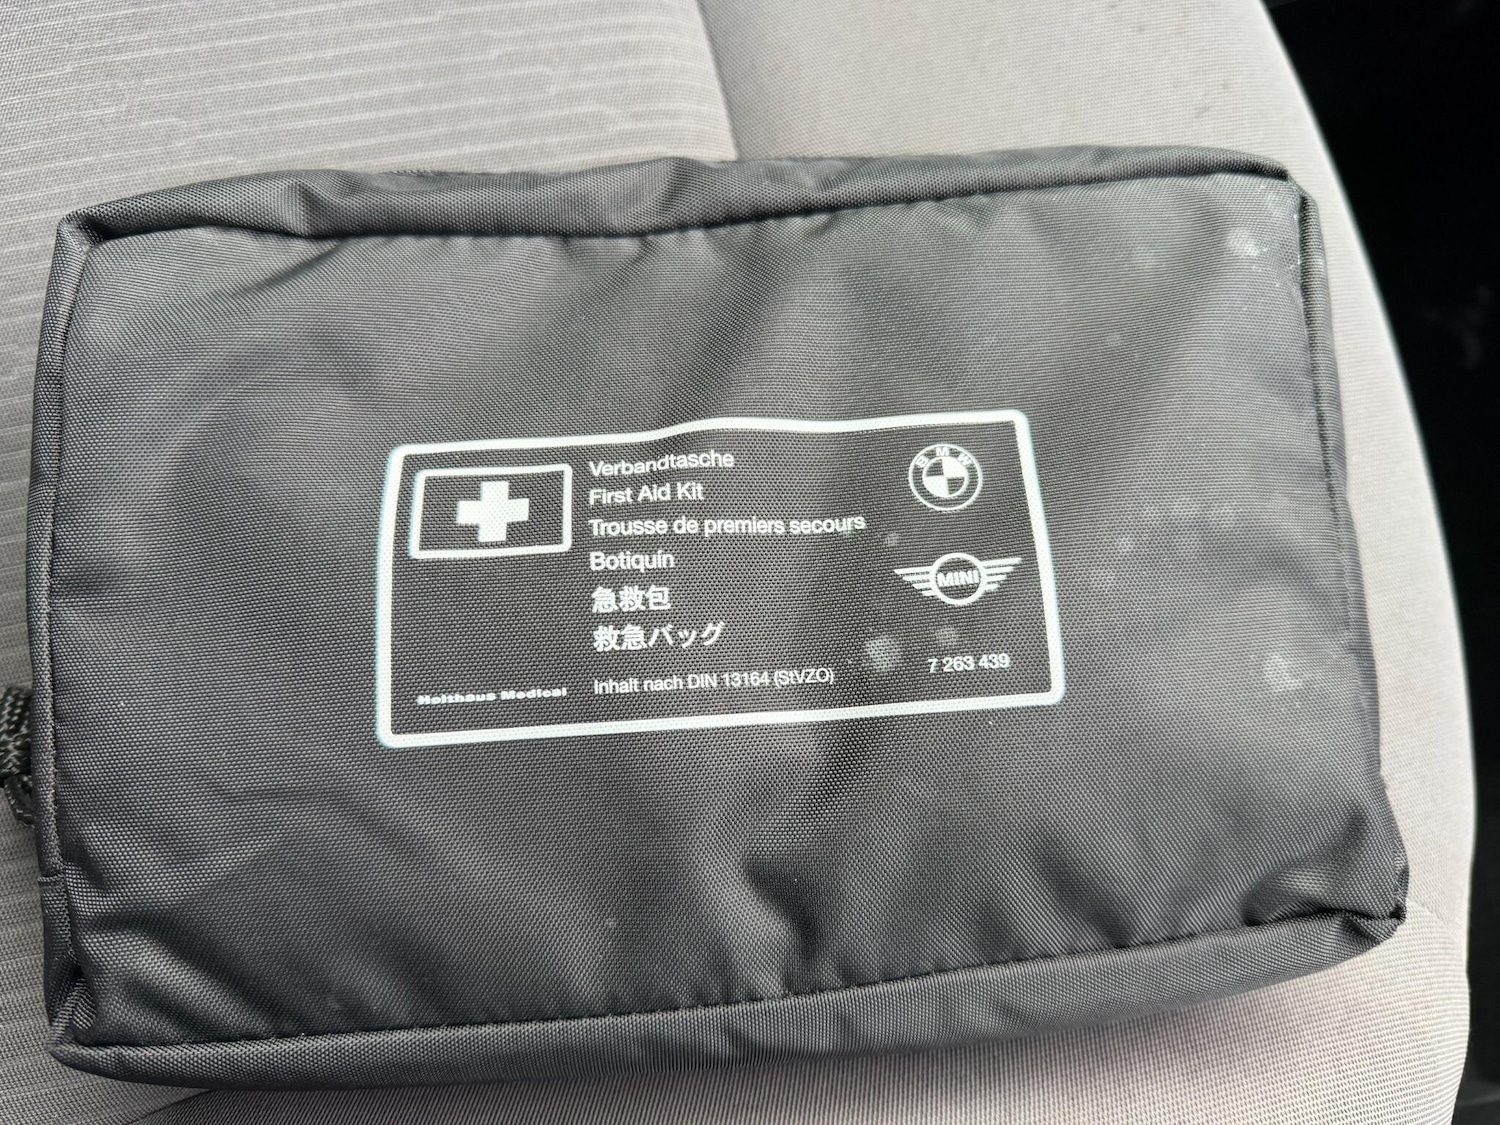 Verbandtasche
First Aid Kit
Trousse de premiers secours
Botiquín
急救包
救急バッグ
Inhalt nach DIN 13164 (StVZO)
Holthaus Medical
BMW
MINI
7 263 439